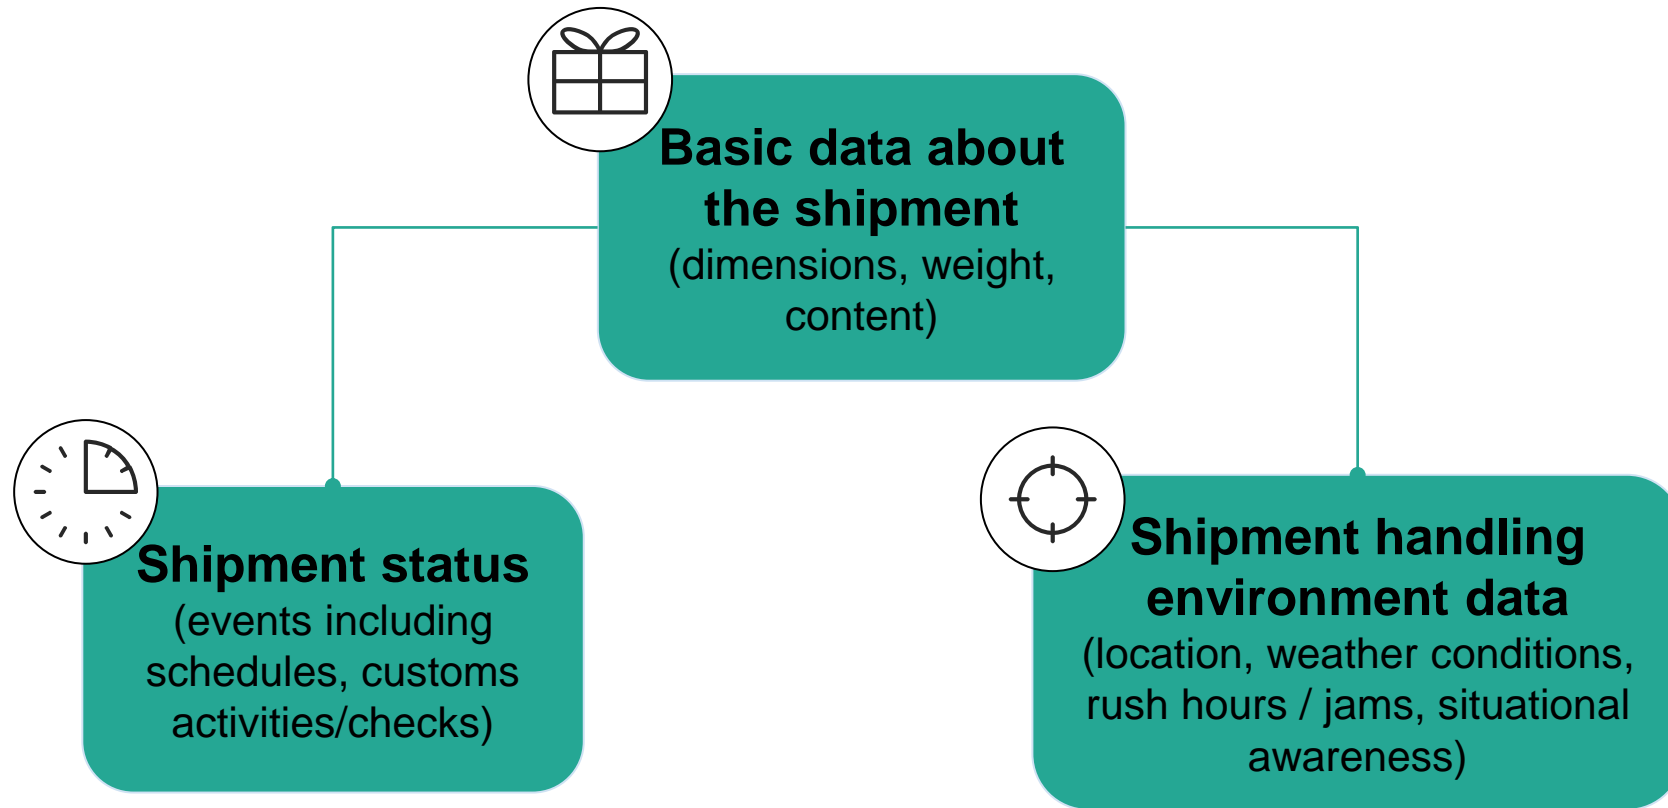 Basic data about
the shipment
(dimensions, weight,
content)
Shipment status
(events including
schedules, customs
activities/checks)
Shipment handling
environment data
(location, weather conditions,
rush hours / jams, situational
awareness)